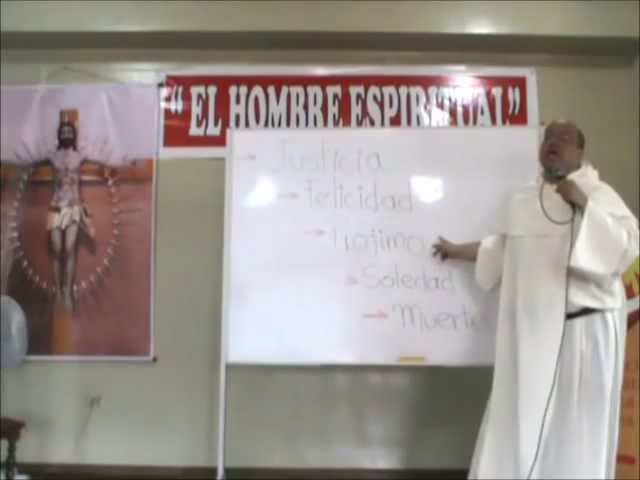 "EL HOMBRE ESPIRITUAL"
→ Justicia
→ Felicidad
→ Projimo
→ Soledad
→ Muerte